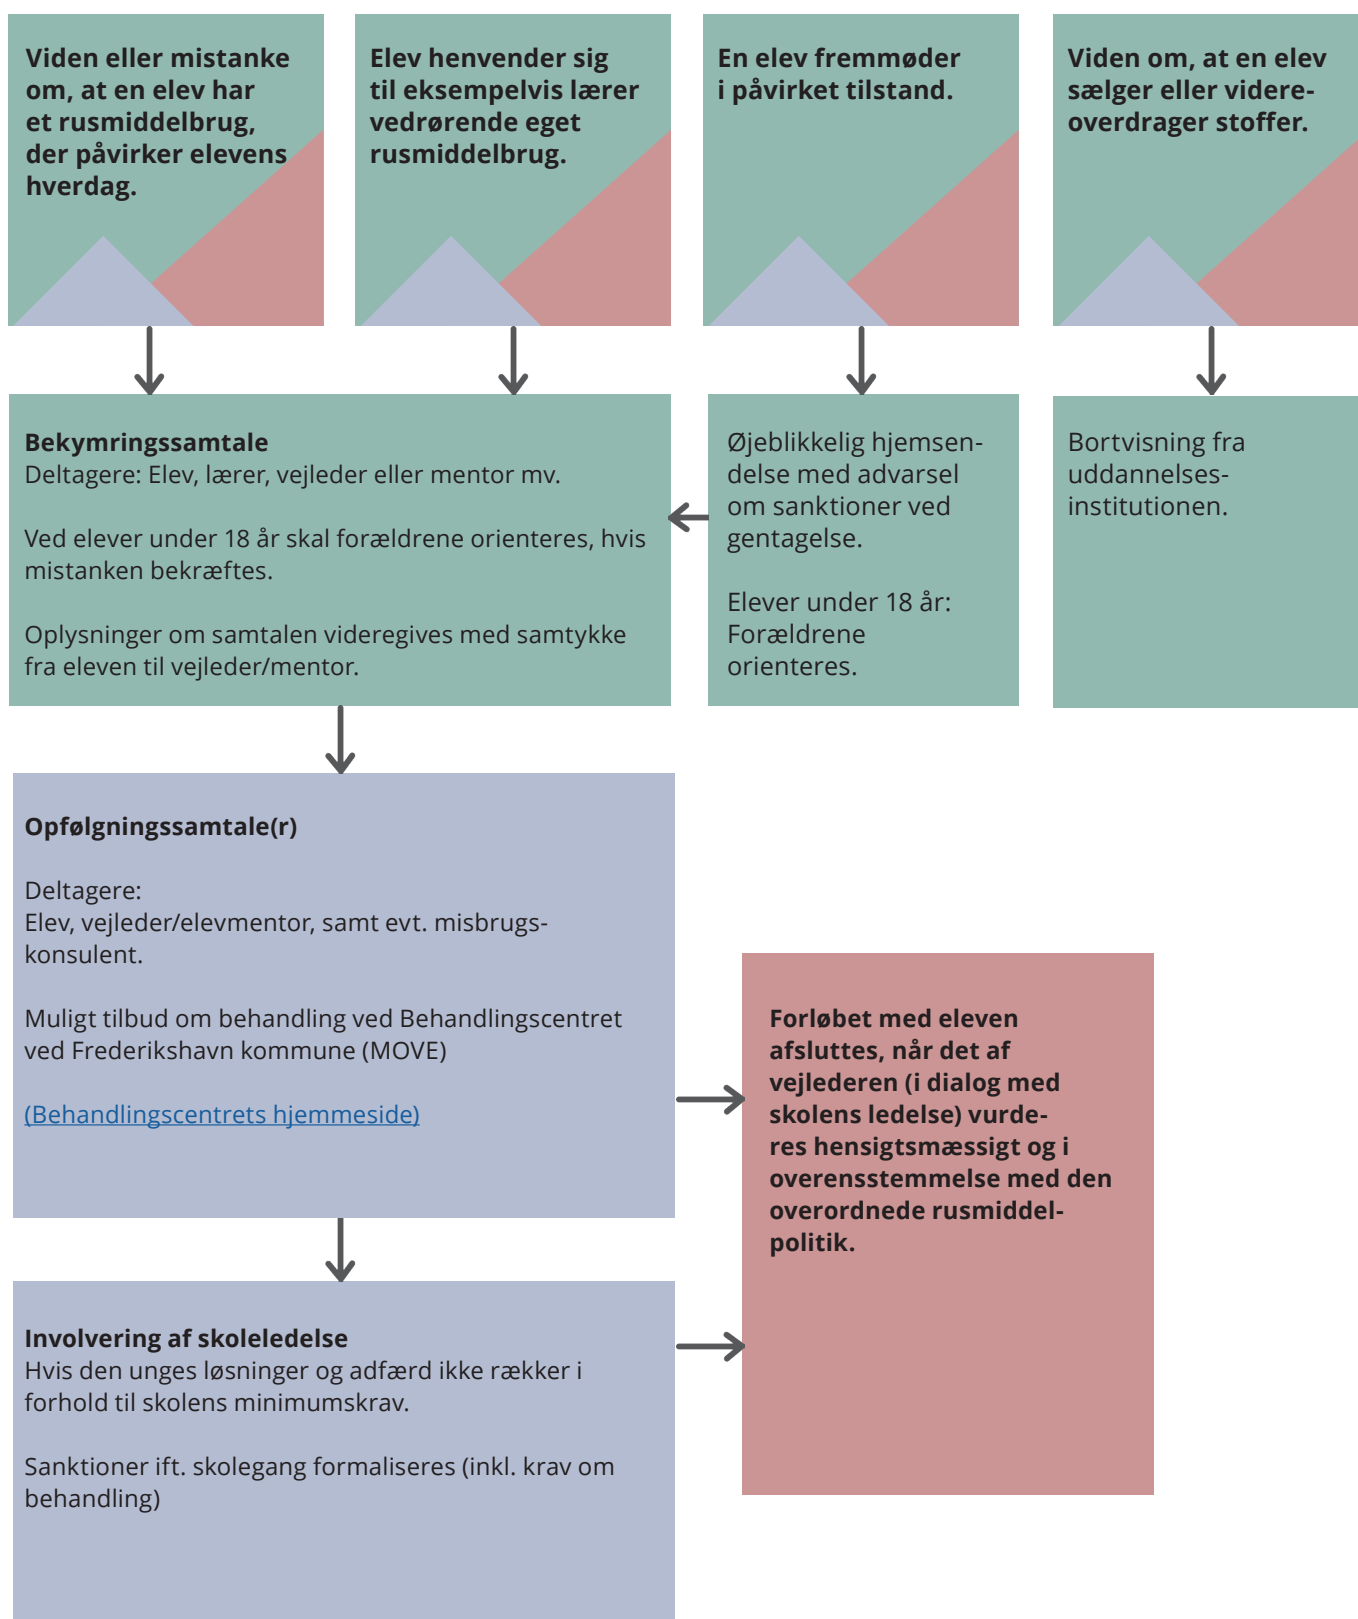 Viden eller mistanke
om, at en elev har
et rusmiddelbrug,
der påvirker elevens
hverdag.
Elev henvender sig
til eksempelvis lærer
vedrørende eget
rusmiddelbrug.
En elev fremmøder
i påvirket tilstand.
Viden om, at en elev
sælger eller videre-
overdrager stoffer.
Bekymringssamtale
Deltagere: Elev, lærer, vejleder eller mentor mv.
Ved elever under 18 år skal forældrene orienteres, hvis
mistanken bekræftes.
Oplysninger om samtalen videregives med samtykke
fra eleven til vejleder/mentor.
Øjeblikkelig hjemsen-
delse med advarsel
om sanktioner ved
gentagelse.
Elever under 18 år:
Forældrene
orienteres.
Bortvisning fra
uddannelses-
institutionen.
Opfølgningssamtale(r)
Deltagere:
Elev, vejleder/elevmentor, samt evt. misbrugs-
konsulent.
Muligt tilbud om behandling ved Behandlingscentret
ved Frederikshavn kommune (MOVE)
(Behandlingscentrets hjemmeside)
Forløbet med eleven
afsluttes, når det af
vejlederen (i dialog med
skolens ledelse) vurde-
res hensigtsmæssigt og i
overensstemmelse med den
overordnede rusmiddel-
politik.
Involvering af skoleledelse
Hvis den unges løsninger og adfærd ikke rækker i
forhold til skolens minimumskrav.
Sanktioner ift. skolegang formaliseres (inkl. krav om
behandling)